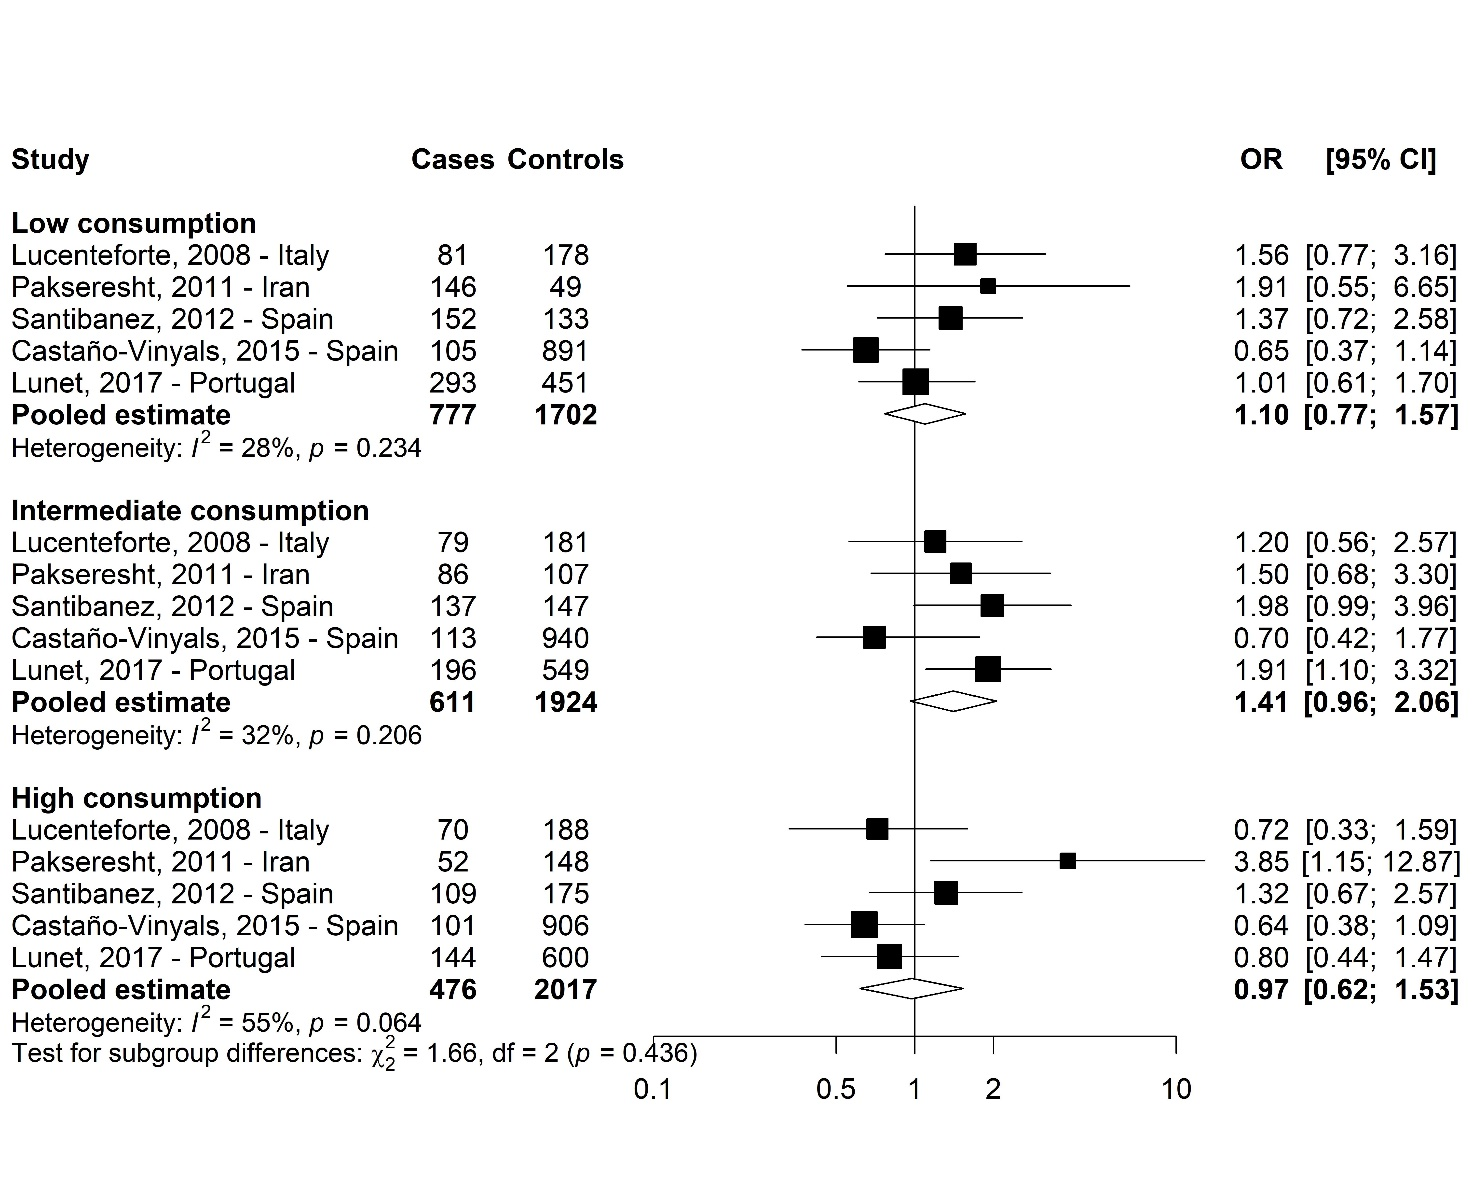 Study Cases Controls OR [95% CI]
Low consumption
Lucenteforte, 2008 - Italy 81 178 1.56 [0.77; 3.16]
Pakseresht, 2011 - Iran 146 49 1.91 [0.55; 6.65]
Santibanez, 2012 - Spain 152 133 1.37 [0.72; 2.58]
Castaño-Vinyals, 2015 - Spain 105 891 0.65 [0.37; 1.14]
Lunet, 2017 - Portugal 293 451 1.01 [0.61; 1.70]
Pooled estimate 777 1702 1.10 [0.77; 1.57]
Heterogeneity: I² = 28%, p = 0.234
Intermediate consumption
Lucenteforte, 2008 - Italy 79 181 1.20 [0.56; 2.57]
Pakseresht, 2011 - Iran 86 107 1.50 [0.68; 3.30]
Santibanez, 2012 - Spain 137 147 1.98 [0.99; 3.96]
Castaño-Vinyals, 2015 - Spain 113 940 0.70 [0.42; 1.77]
Lunet, 2017 - Portugal 196 549 1.91 [1.10; 3.32]
Pooled estimate 611 1924 1.41 [0.96; 2.06]
Heterogeneity: I² = 32%, p = 0.206
High consumption
Lucenteforte, 2008 - Italy 70 188 0.72 [0.33; 1.59]
Pakseresht, 2011 - Iran 52 148 3.85 [1.15; 12.87]
Santibanez, 2012 - Spain 109 175 1.32 [0.67; 2.57]
Castaño-Vinyals, 2015 - Spain 101 906 0.64 [0.38; 1.09]
Lunet, 2017 - Portugal 144 600 0.80 [0.44; 1.47]
Pooled estimate 476 2017 0.97 [0.62; 1.53]
Heterogeneity: I² = 55%, p = 0.064
Test for subgroup differences: χ²₂ = 1.66, df = 2 (p = 0.436)
0.1 0.5 1 2 10